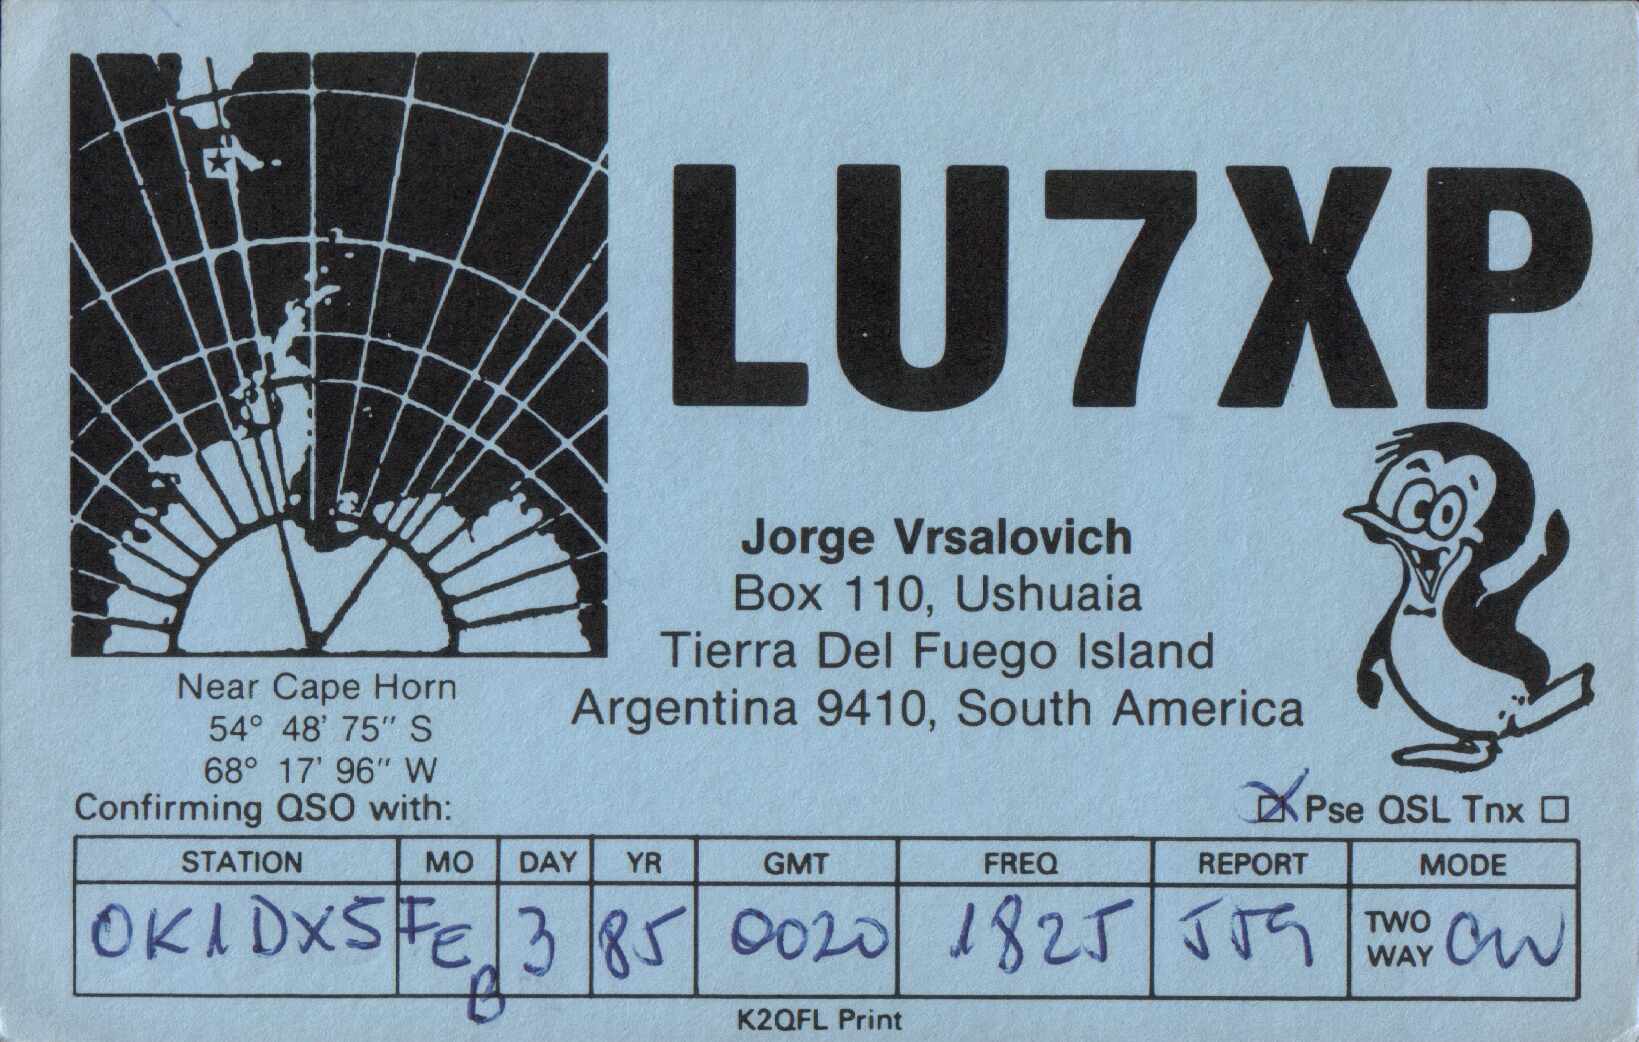 LU7XP
Jorge Vrsalovich
Box 110, Ushuaia
Tierra Del Fuego Island
Argentina 9410, South America
Near Cape Horn
54° 48' 75" S
68° 17' 96" W
Confirming QSO with:
☒ Pse QSL Tnx ☐
STATION MO DAY YR GMT FREQ REPORT MODE
OK1DXS FEB 3 85 0020 1825 559 TWO WAY CW
K2QFL Print